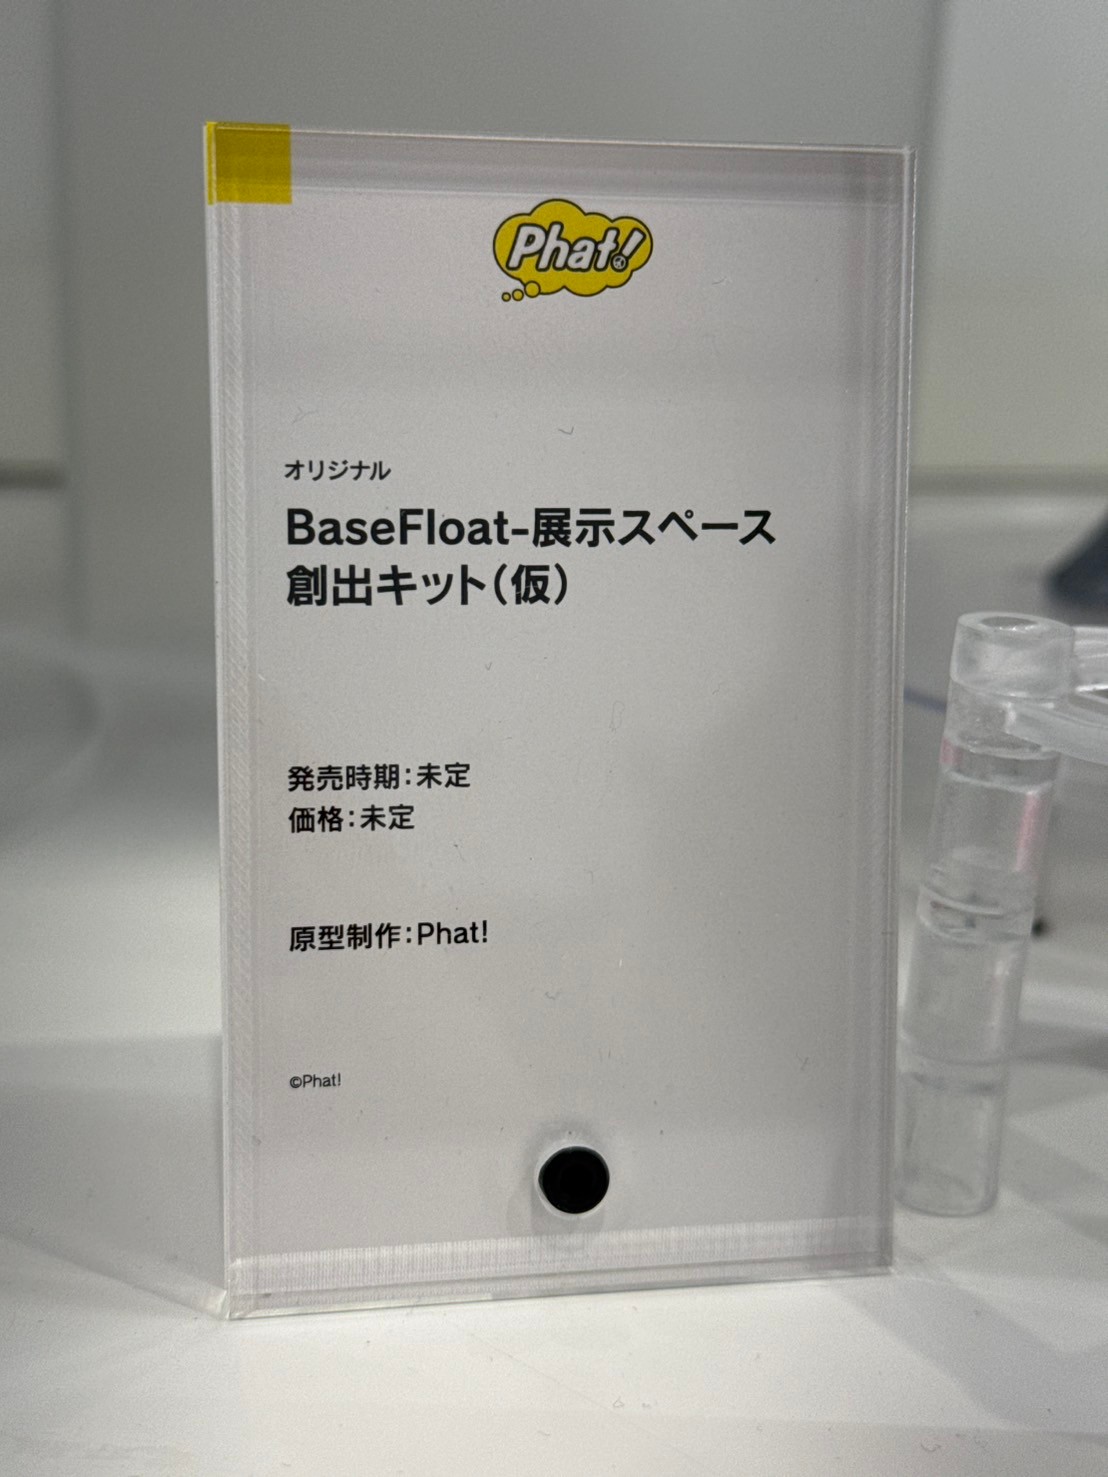 Phat!
オリジナル
BaseFloat-展示スペース
創出キット(仮)
発売時期:未定
価格:未定
原型制作:Phat!
©Phat!